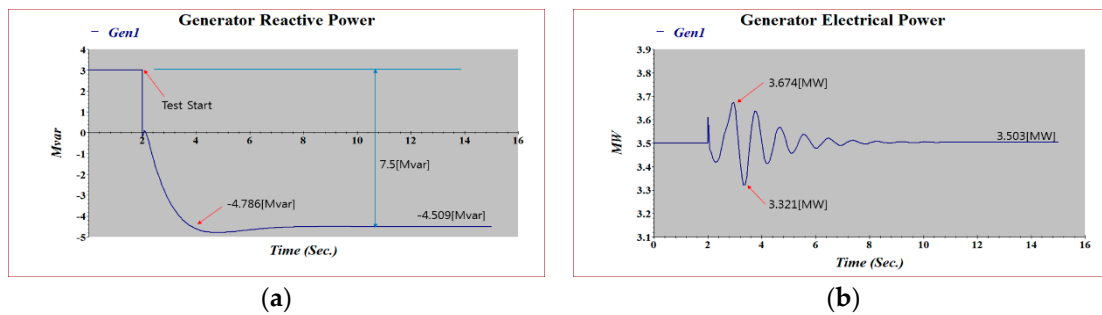 Generator Reactive Power
Gen1
4
3
2
1
0
-1
-2
-3
-4
-5
Mvar
0 2 4 6 8 10 12 14 16
Time (Sec.)
Test Start
7.5[Mvar]
-4.786[Mvar]
-4.509[Mvar]
(a)
Generator Electrical Power
Gen1
3.9
3.8
3.7
3.6
3.5
3.4
3.3
3.2
3.1
MW
0 2 4 6 8 10 12 14 16
Time (Sec.)
3.674[MW]
3.503[MW]
3.321[MW]
(b)